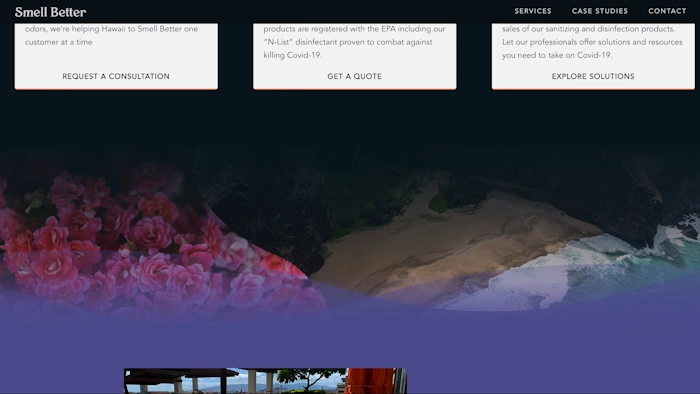 Smell Better
SERVICES
CASE STUDIES
CONTACT
odors, we're helping Hawaii to Smell Better one
customer at a time
REQUEST A CONSULTATION
products are registered with the EPA including our
"N-List" disinfectant proven to combat against
killing Covid-19.
GET A QUOTE
sales of our sanitizing and disinfection products.
Let our professionals offer solutions and resources
you need to take on Covid-19.
EXPLORE SOLUTIONS